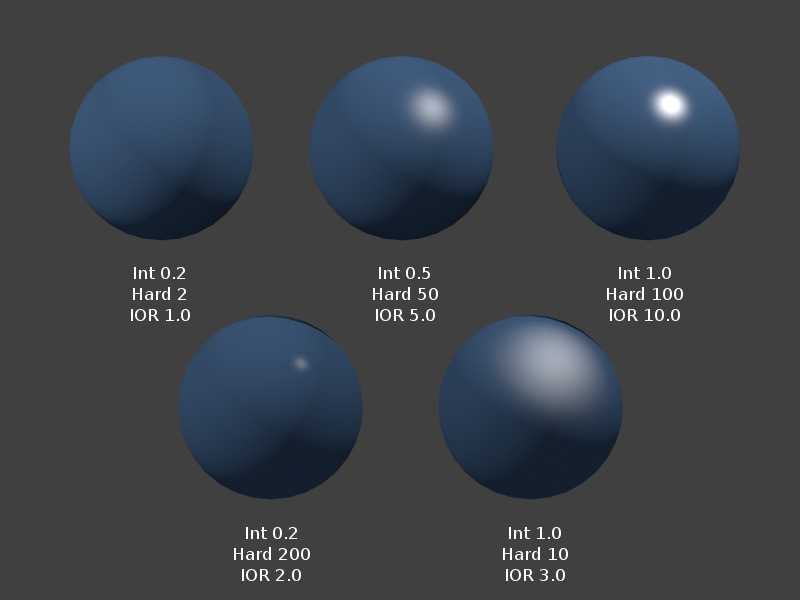 Int 0.2
Hard 2
IOR 1.0
Int 0.5
Hard 50
IOR 5.0
Int 1.0
Hard 100
IOR 10.0
Int 0.2
Hard 200
IOR 2.0
Int 1.0
Hard 10
IOR 3.0